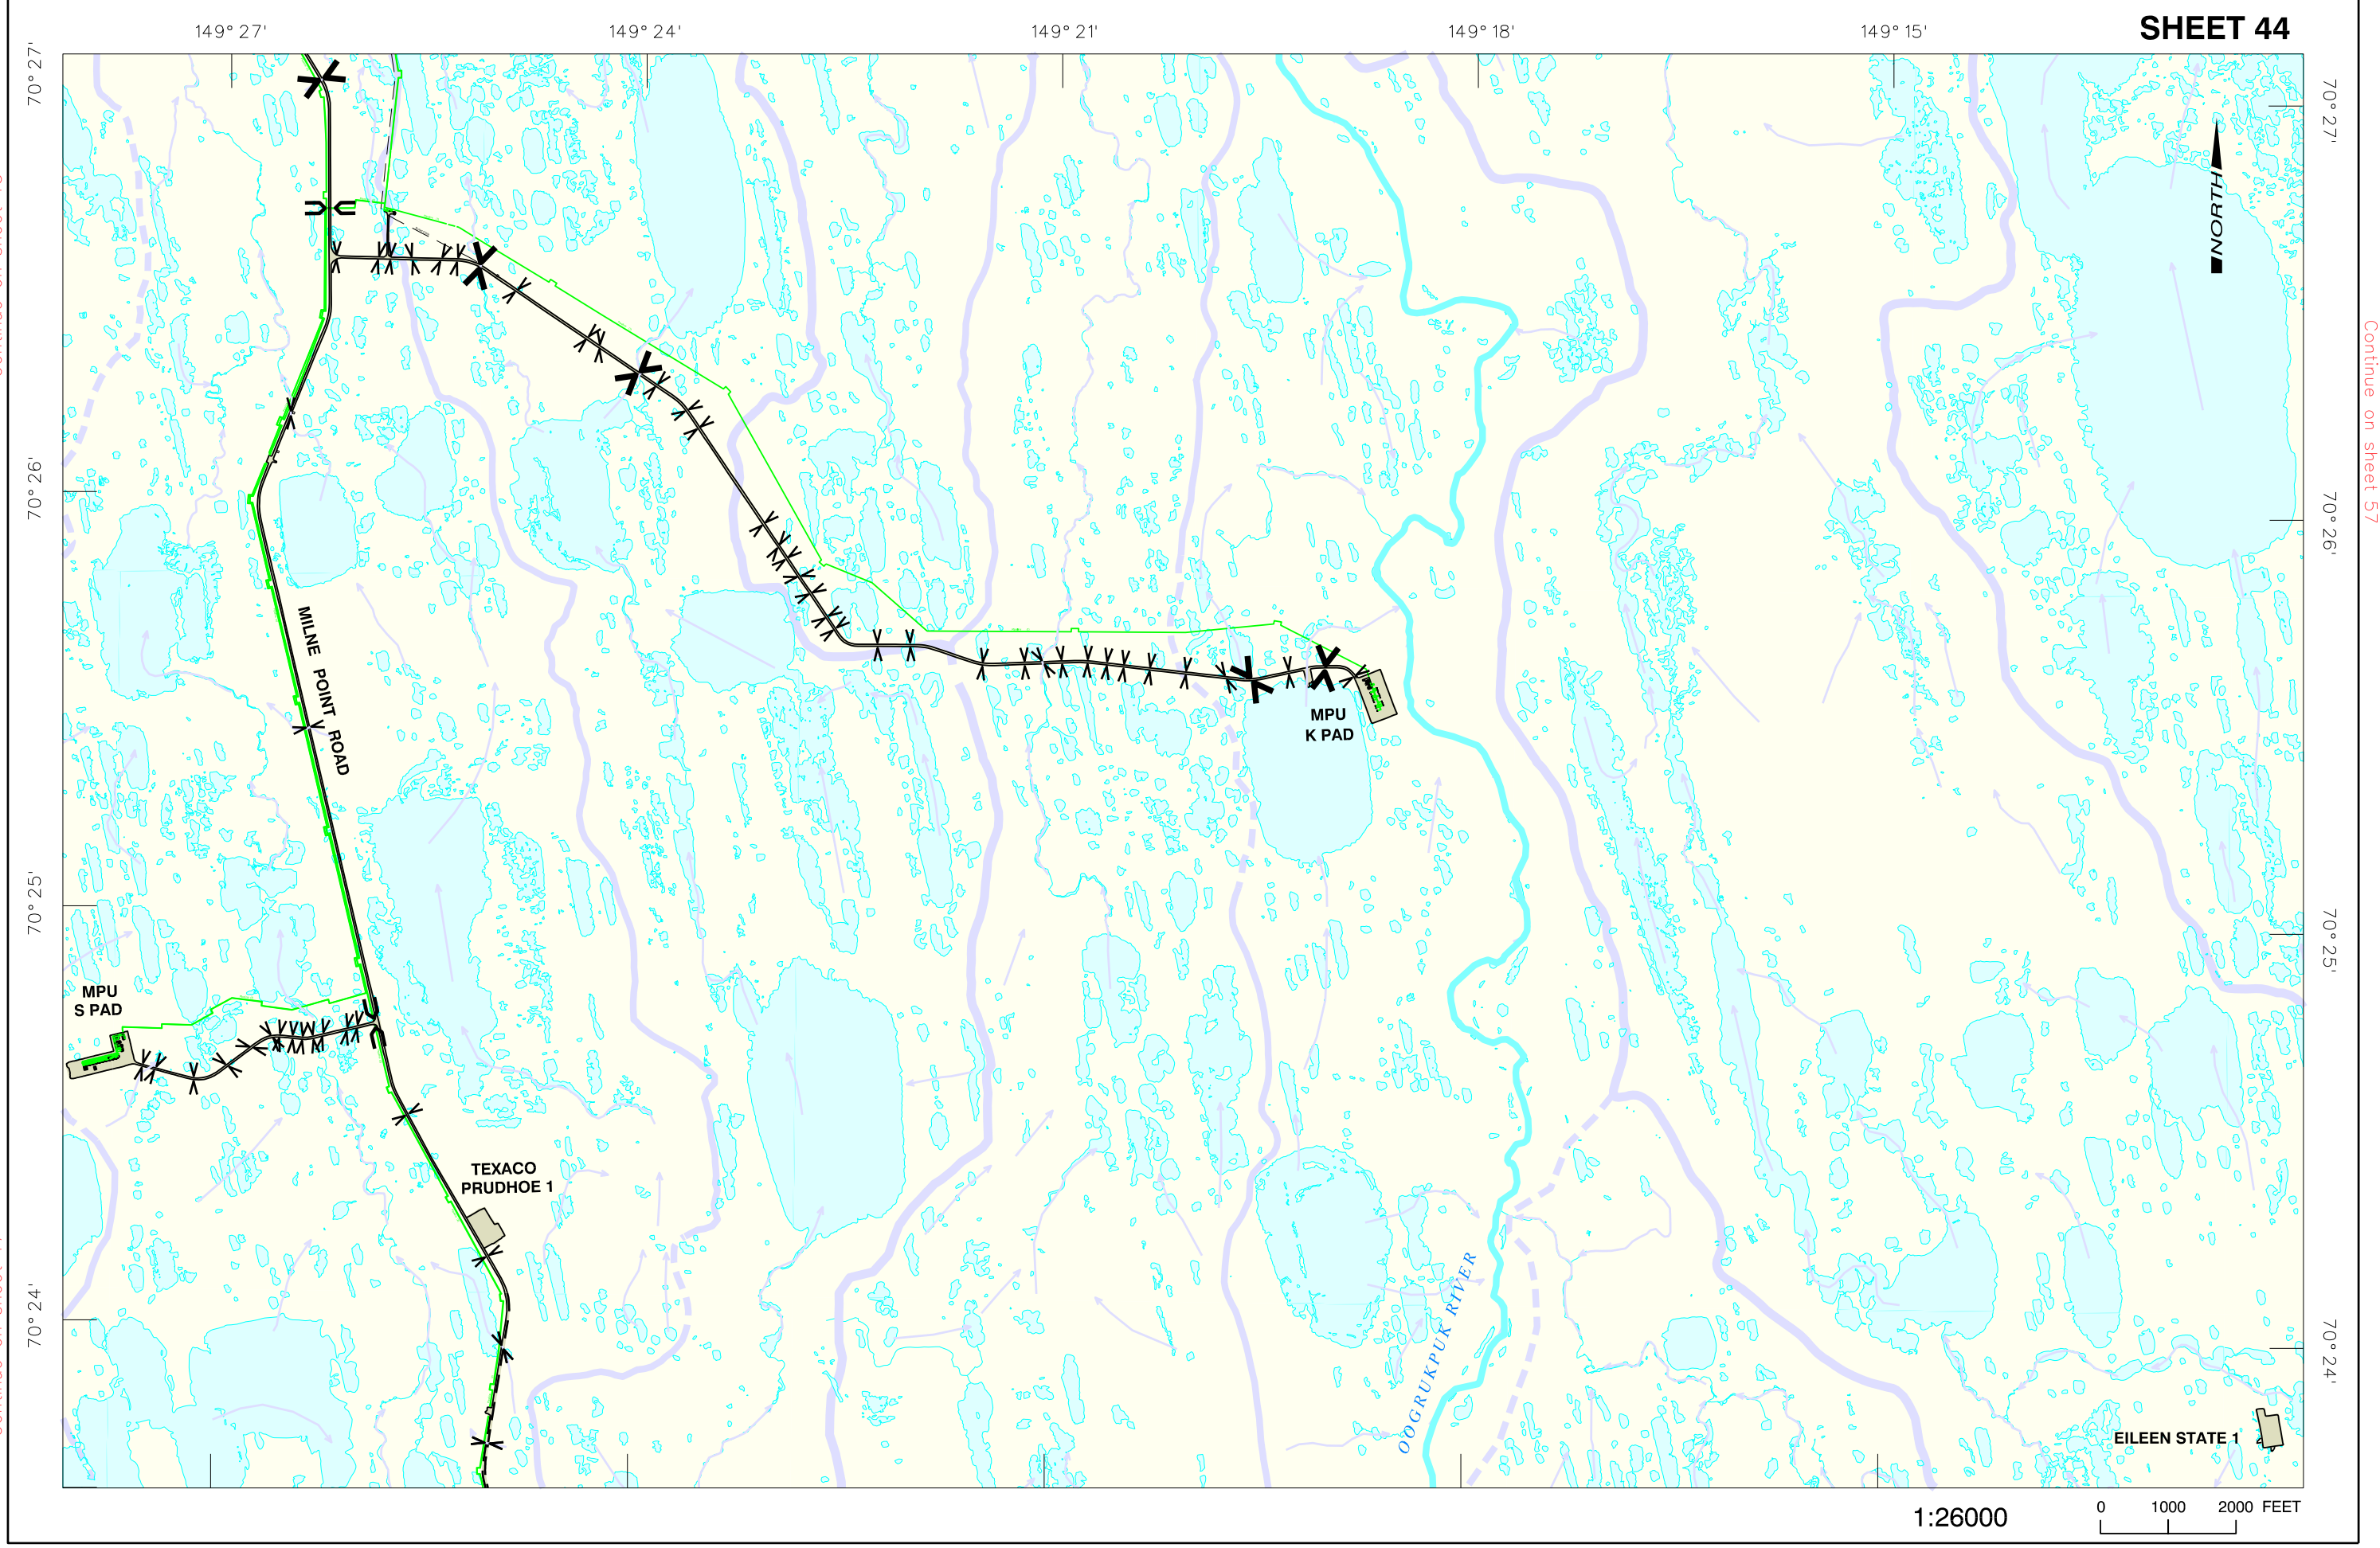 SHEET 44
149° 27'
149° 24'
149° 21'
149° 18'
149° 15'
70° 27'
70° 27'
NORTH
Continue on sheet 57
70° 26'
70° 26'
MILNE POINT ROAD
MPU
K PAD
70° 25'
70° 25'
MPU
S PAD
TEXACO
PRUDHOE 1
OOGRUKPUK RIVER
70° 24'
70° 24'
EILEEN STATE 1
1:26000
0 1000 2000 FEET